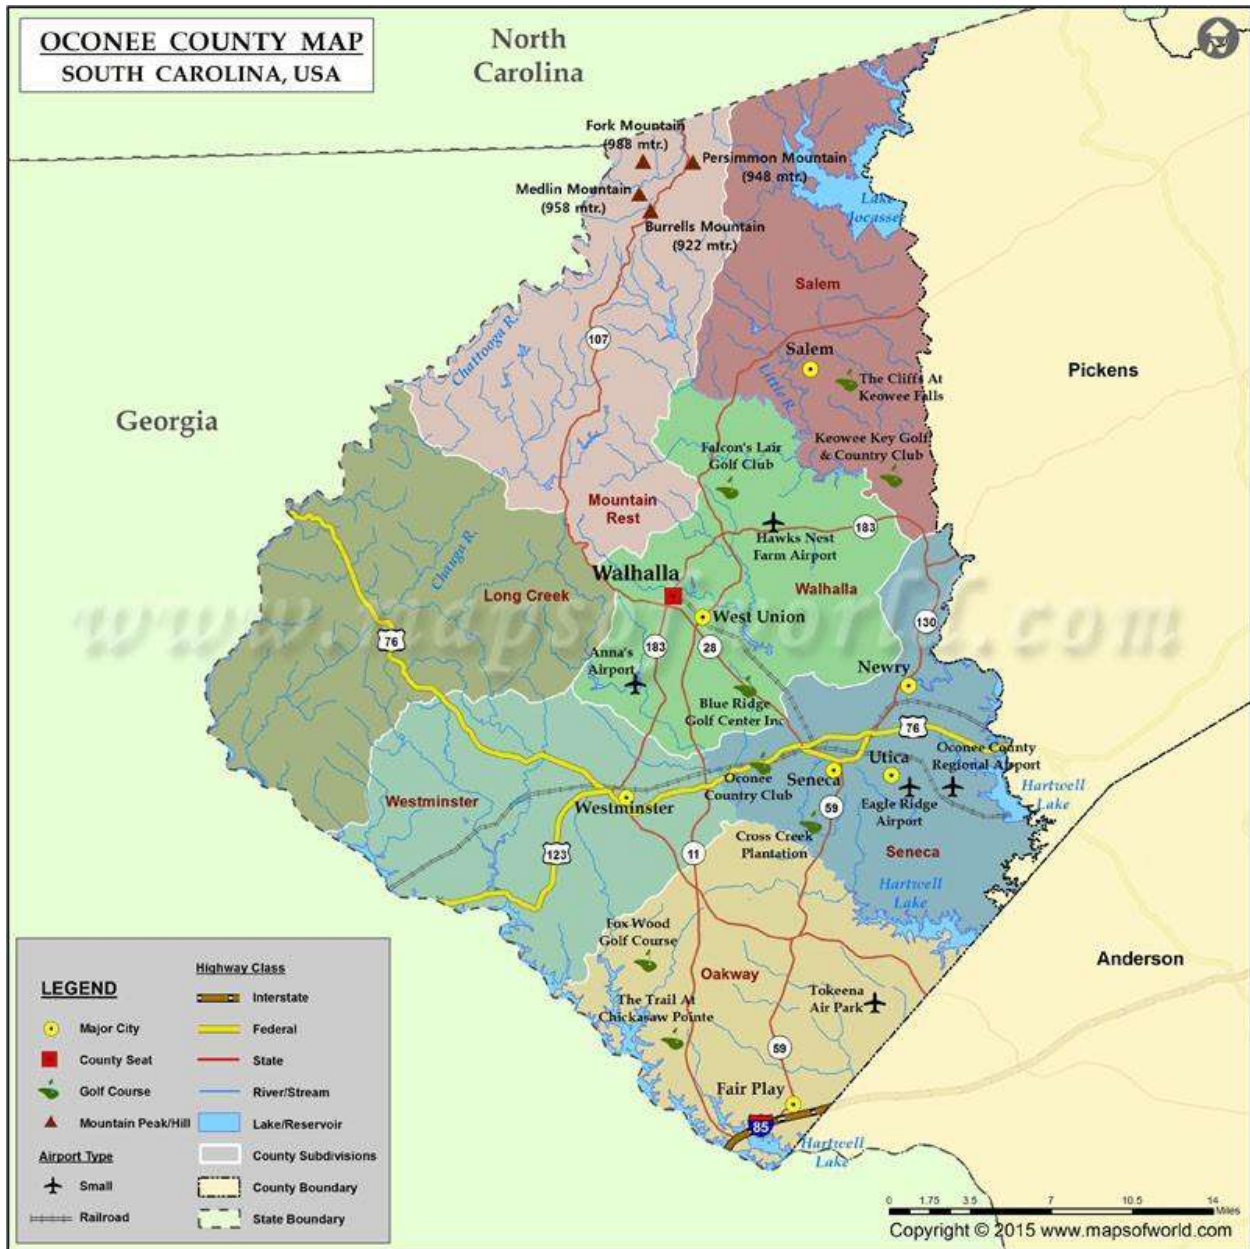 OCONEE COUNTY MAP
SOUTH CAROLINA, USA
North
Carolina
Fork Mountain
(988 mtr.)
Persimmon Mountain
(948 mtr.)
Medlin Mountain
(958 mtr.)
Burrells Mountain
(922 mtr.)
Lake
Jocasse
Salem
Chattooga R.
107
Salem
Little R.
The Cliffs At
Keowee Falls
Pickens
Georgia
Falcon's Lair
Golf Club
Keowee Key Golf
& Country Club
Mountain
Rest
183
Hawks Nest
Farm Airport
Chauga R.
Walhalla
Long Creek
Walhalla
www.mapsofworld.com
West Union
130
76
183
28
Anna's
Airport
Newry
Blue Ridge
Golf Center Inc
76
Oconee County
Regional Airport
Utica
Oconee
Country Club
Seneca
Hartwell
Lake
Westminster
Westminster
Eagle Ridge
Airport
59
Cross Creek
Plantation
123
11
Seneca
Hartwell
Lake
Fox Wood
Golf Course
Oakway
Anderson
Tokeena
Air Park
The Trail At
Chickasaw Pointe
59
Fair Play
85
Hartwell
Lake
LEGEND
Major City
County Seat
Golf Course
Mountain Peak/Hill
Airport Type
Small
Railroad
Highway Class
Interstate
Federal
State
River/Stream
Lake/Reservoir
County Subdivisions
County Boundary
State Boundary
0 1.75 3.5 7 10.5 14
Miles
Copyright © 2015 www.mapsofworld.com